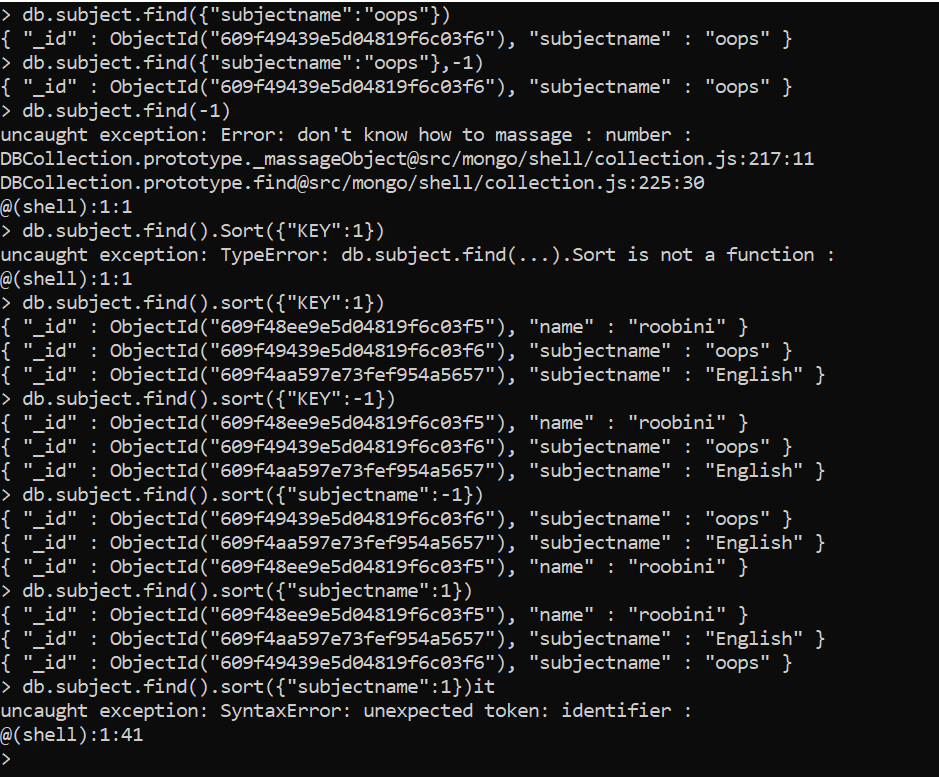 > db.subject.find({"subjectname":"oops"})
{ "_id" : ObjectId("609f49439e5d04819f6c03f6"), "subjectname" : "oops" }
> db.subject.find({"subjectname":"oops"},-1)
{ "_id" : ObjectId("609f49439e5d04819f6c03f6"), "subjectname" : "oops" }
> db.subject.find(-1)
uncaught exception: Error: don't know how to massage : number :
DBCollection.prototype._massageObject@src/mongo/shell/collection.js:217:11
DBCollection.prototype.find@src/mongo/shell/collection.js:225:30
@(shell):1:1
> db.subject.find().Sort({"KEY":1})
uncaught exception: TypeError: db.subject.find(...).Sort is not a function :
@(shell):1:1
> db.subject.find().sort({"KEY":1})
{ "_id" : ObjectId("609f48ee9e5d04819f6c03f5"), "name" : "roobini" }
{ "_id" : ObjectId("609f49439e5d04819f6c03f6"), "subjectname" : "oops" }
{ "_id" : ObjectId("609f4aa597e73fef954a5657"), "subjectname" : "English" }
> db.subject.find().sort({"KEY":-1})
{ "_id" : ObjectId("609f48ee9e5d04819f6c03f5"), "name" : "roobini" }
{ "_id" : ObjectId("609f49439e5d04819f6c03f6"), "subjectname" : "oops" }
{ "_id" : ObjectId("609f4aa597e73fef954a5657"), "subjectname" : "English" }
> db.subject.find().sort({"subjectname":-1})
{ "_id" : ObjectId("609f49439e5d04819f6c03f6"), "subjectname" : "oops" }
{ "_id" : ObjectId("609f4aa597e73fef954a5657"), "subjectname" : "English" }
{ "_id" : ObjectId("609f48ee9e5d04819f6c03f5"), "name" : "roobini" }
> db.subject.find().sort({"subjectname":1})
{ "_id" : ObjectId("609f48ee9e5d04819f6c03f5"), "name" : "roobini" }
{ "_id" : ObjectId("609f4aa597e73fef954a5657"), "subjectname" : "English" }
{ "_id" : ObjectId("609f49439e5d04819f6c03f6"), "subjectname" : "oops" }
> db.subject.find().sort({"subjectname":1})it
uncaught exception: SyntaxError: unexpected token: identifier :
@(shell):1:41
>